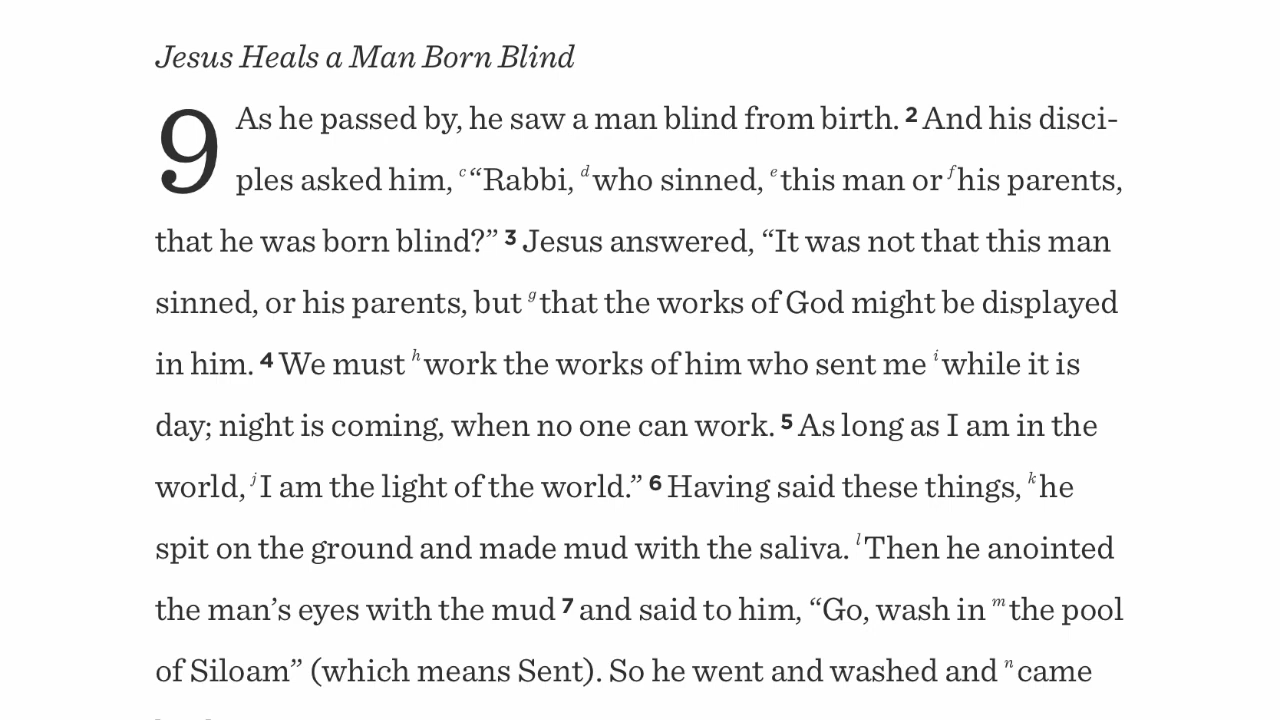 Jesus Heals a Man Born Blind
9 As he passed by, he saw a man blind from birth. 2 And his disci-
ples asked him, c “Rabbi, d who sinned, e this man or f his parents,
that he was born blind?” 3 Jesus answered, “It was not that this man
sinned, or his parents, but g that the works of God might be displayed
in him. 4 We must h work the works of him who sent me i while it is
day; night is coming, when no one can work. 5 As long as I am in the
world, j I am the light of the world.” 6 Having said these things, k he
spit on the ground and made mud with the saliva. l Then he anointed
the man’s eyes with the mud 7 and said to him, “Go, wash in m the pool
of Siloam” (which means Sent). So he went and washed and n came